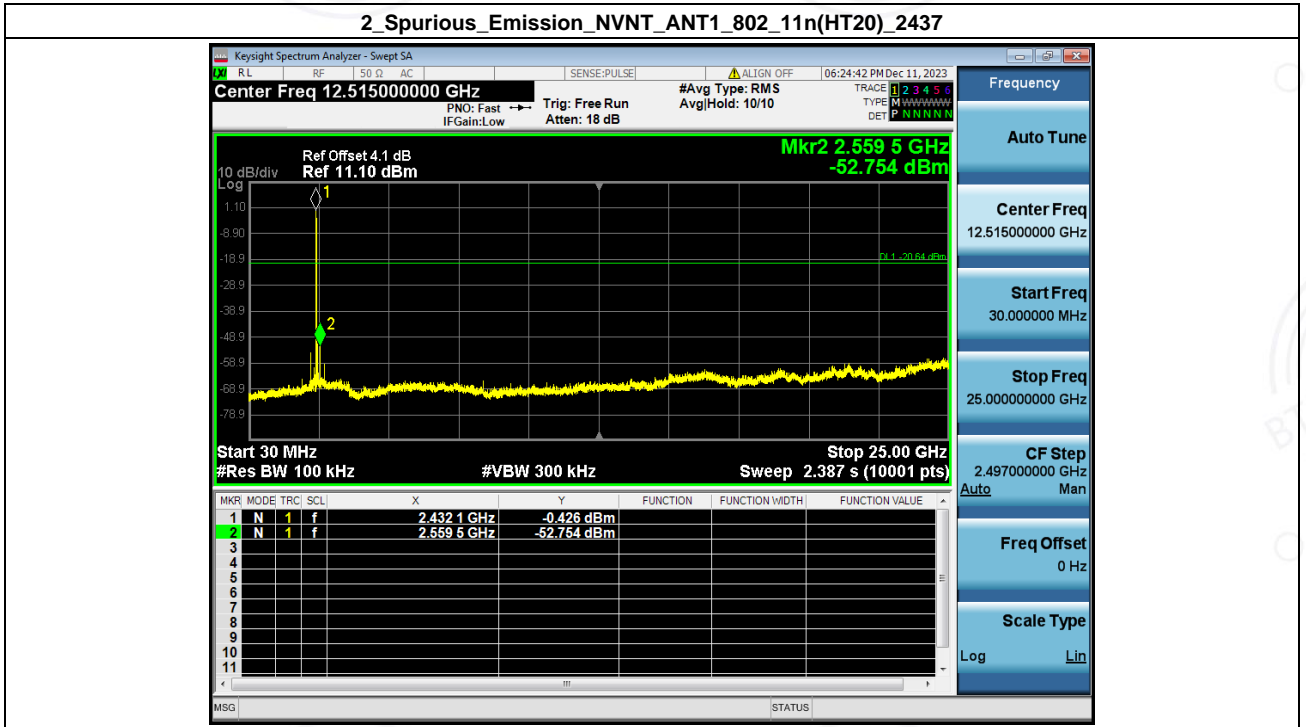 2_Spurious_Emission_NVNT_ANT1_802_11n(HT20)_2437
Keysight Spectrum Analyzer - Swept SA
LXI RL RF 50 Ω AC SENSE:PULSE ALIGN OFF 06:24:42 PM Dec 11, 2023
Center Freq 12.515000000 GHz
PNO: Fast
IFGain:Low
Trig: Free Run
Atten: 18 dB
#Avg Type: RMS
Avg|Hold: 10/10
TRACE 1 2 3 4 5 6
TYPE M WWWWW
DET P N N N N N
Mkr2 2.559 5 GHz
-52.754 dBm
Ref Offset 4.1 dB
10 dB/div Ref 11.10 dBm
Log
1
1.10
-8.90
-18.9
DL1 -20.64 dBm
-28.9
-38.9
2
-48.9
-58.9
-68.9
-78.9
Start 30 MHz Stop 25.00 GHz
#Res BW 100 kHz #VBW 300 kHz Sweep 2.387 s (10001 pts)
MKR MODE TRC SCL X Y FUNCTION FUNCTION WIDTH FUNCTION VALUE
1 N 1 f 2.432 1 GHz -0.426 dBm
2 N 1 f 2.559 5 GHz -52.754 dBm
3
4
5
6
7
8
9
10
11
MSG STATUS
Frequency
Auto Tune
Center Freq
12.515000000 GHz
Start Freq
30.000000 MHz
Stop Freq
25.000000000 GHz
CF Step
2.497000000 GHz
Auto Man
Freq Offset
0 Hz
Scale Type
Log Lin